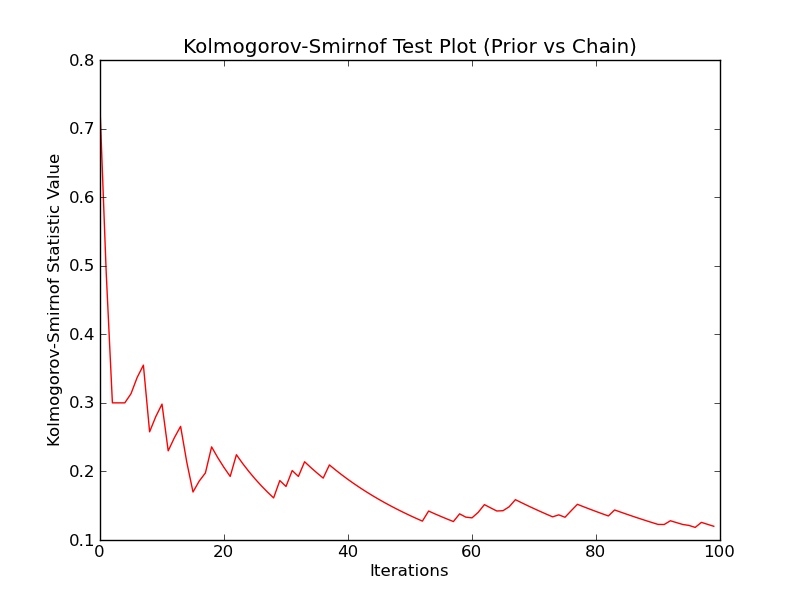 Kolmogorov-Smirnof Test Plot (Prior vs Chain)
0.8
0.7
0.6
0.5
0.4
0.3
0.2
0.1
Kolmogorov-Smirnof Statistic Value
0 20 40 60 80 100
Iterations